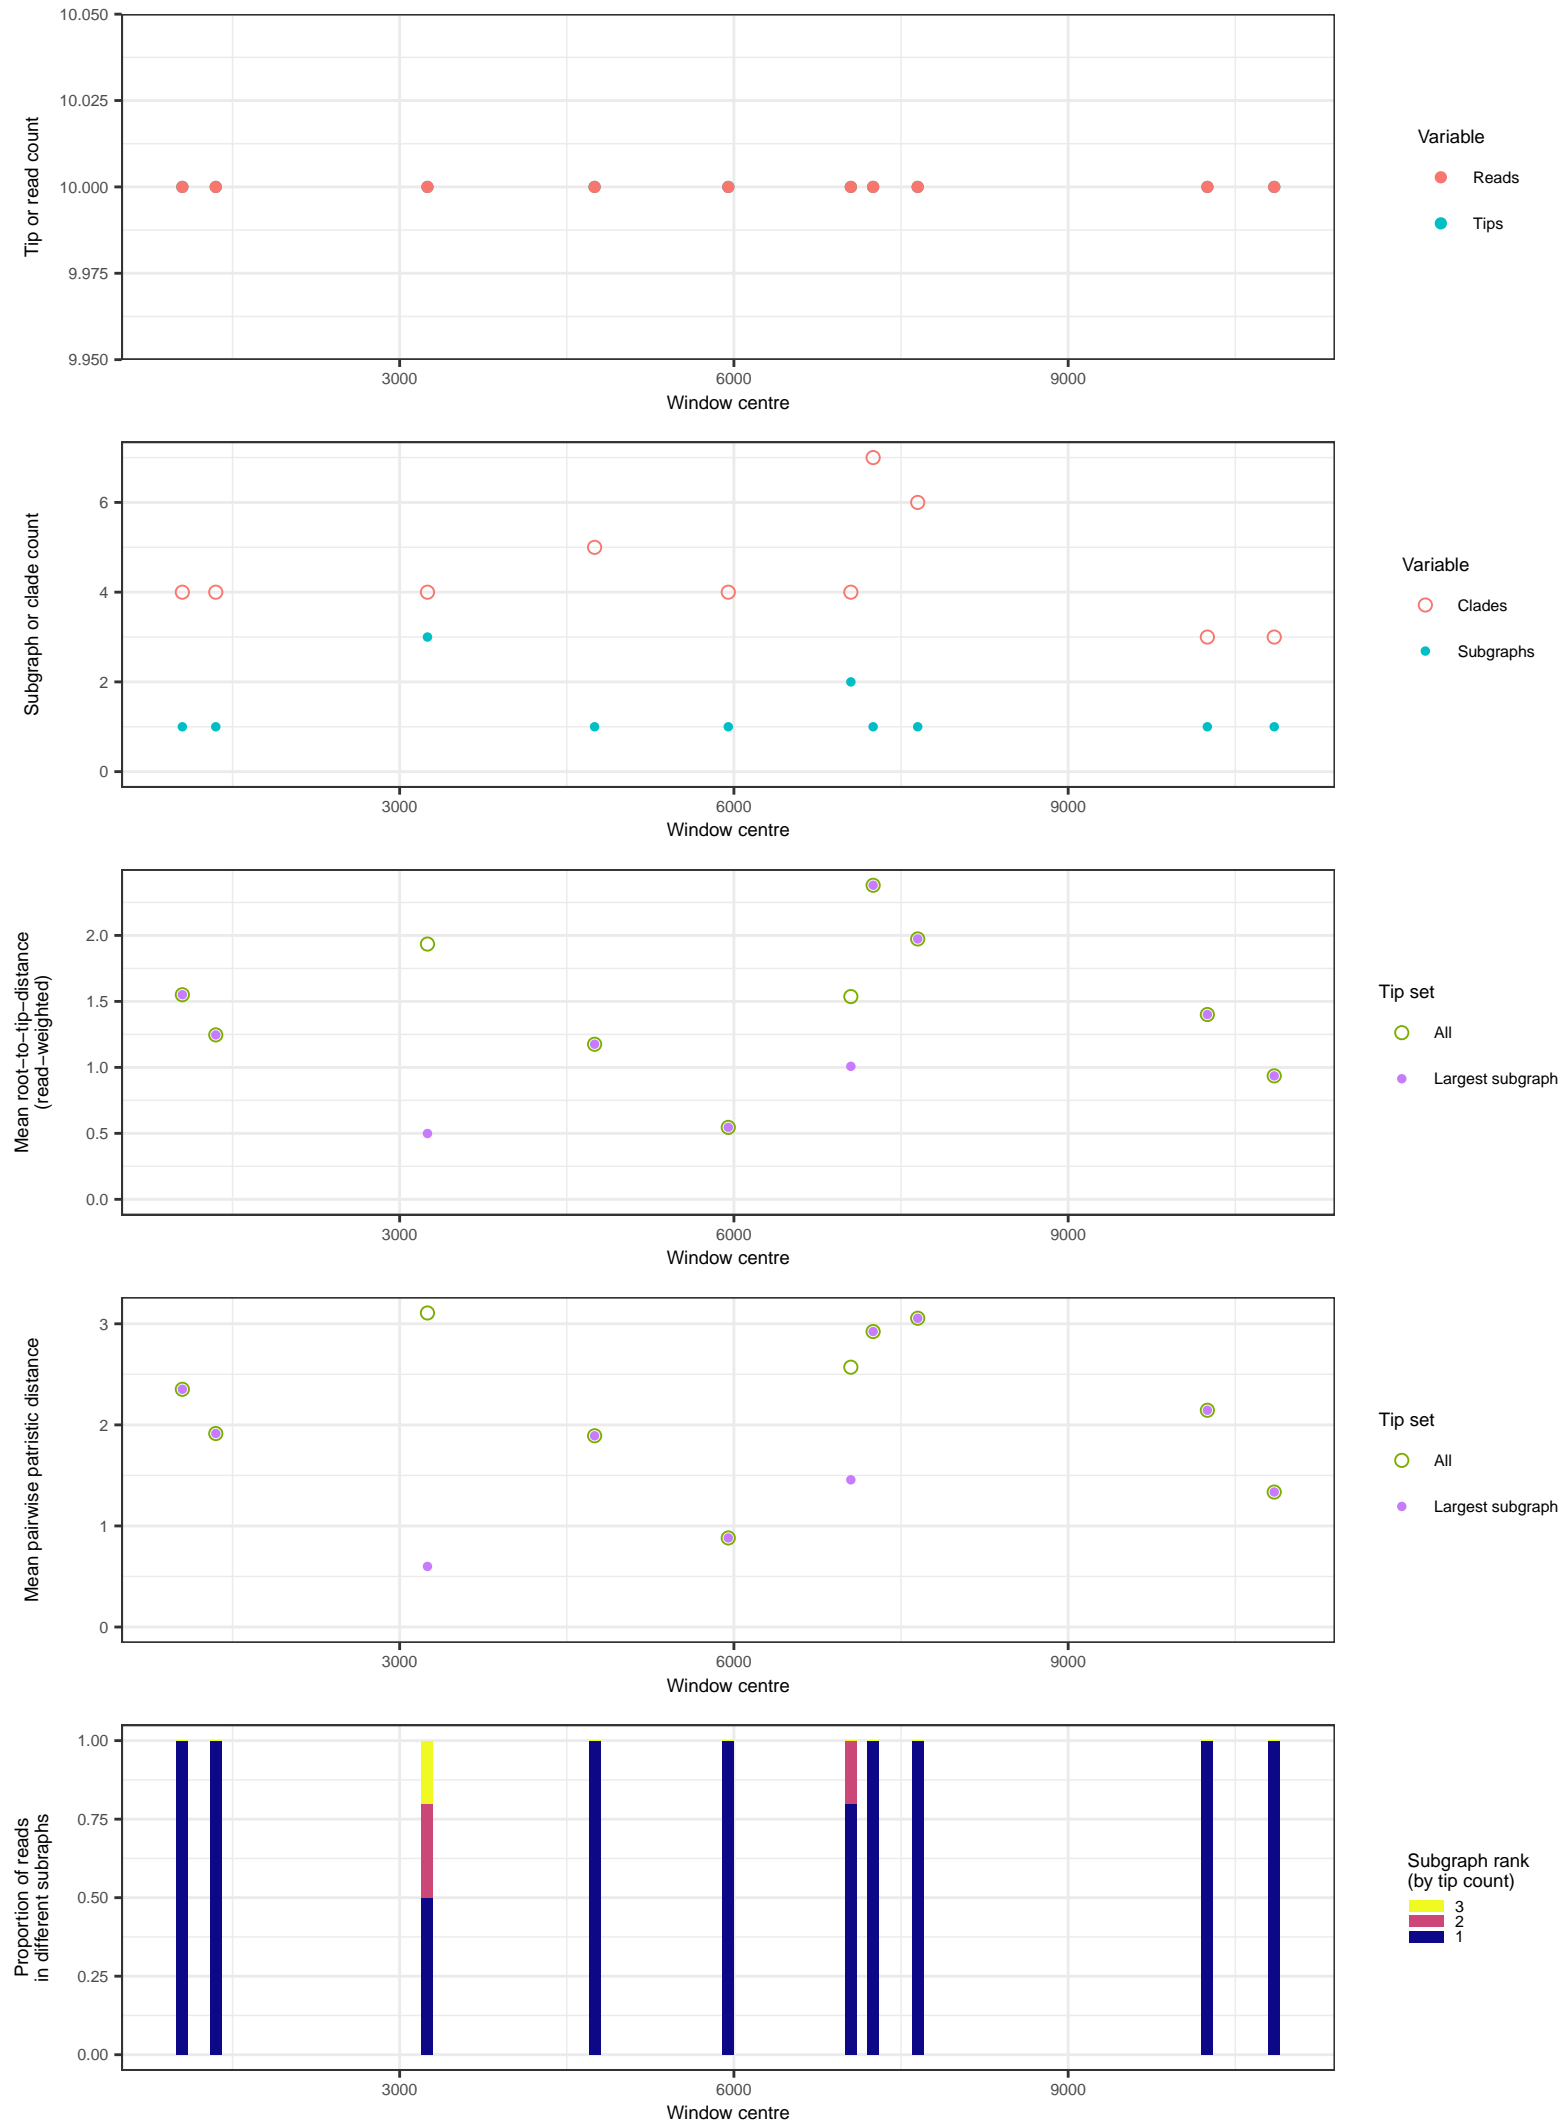 10.050
10.025
10.000
9.975
9.950
Tip or read count
3000 6000 9000
Window centre
Variable
Reads
Tips
6
4
2
0
Subgraph or clade count
3000 6000 9000
Window centre
Variable
Clades
Subgraphs
2.0
1.5
1.0
0.5
0.0
Mean root−to−tip−distance
(read−weighted)
3000 6000 9000
Window centre
Tip set
All
Largest subgraph
3
2
1
0
Mean pairwise patristic distance
3000 6000 9000
Window centre
Tip set
All
Largest subgraph
1.00
0.75
0.50
0.25
0.00
Proportion of reads
in different subraphs
3000 6000 9000
Window centre
Subgraph rank
(by tip count)
3
2
1